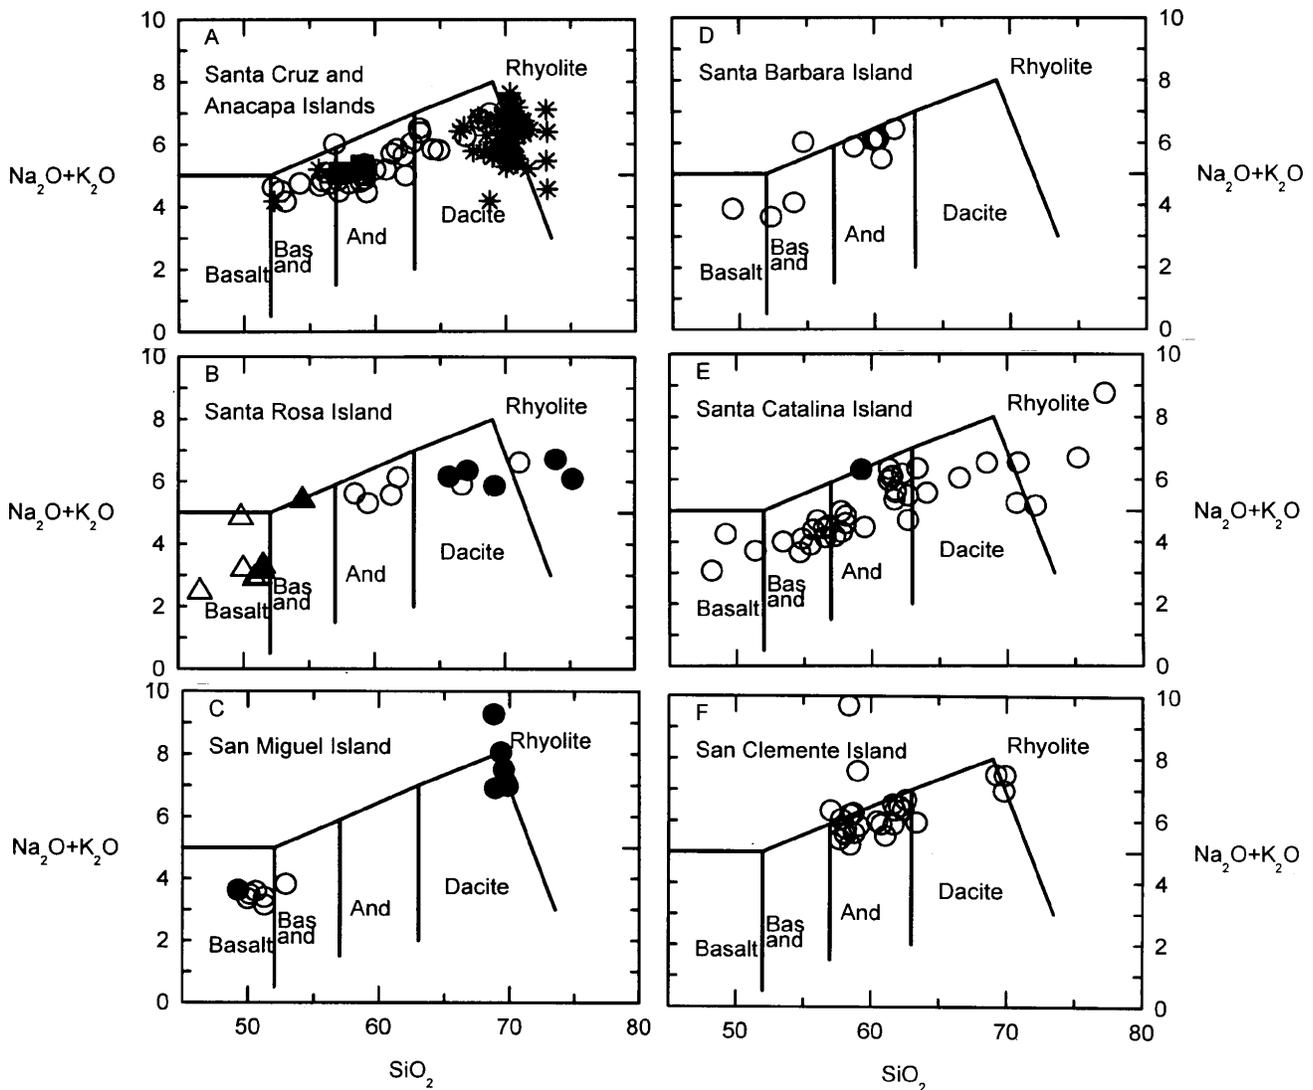 10
A
Santa Cruz and
Anacapa Islands
Rhyolite
8
6
Na2O+K2O
4
Dacite
And
Bas
and
Basalt
2
0
D
Santa Barbara Island
Rhyolite
10
8
6
Na2O+K2O
4
Dacite
And
Bas
and
Basalt
2
0
10
B
Santa Rosa Island
Rhyolite
8
6
Na2O+K2O
4
Dacite
And
Bas
and
Basalt
2
0
E
Santa Catalina Island
Rhyolite
10
8
6
Na2O+K2O
4
Dacite
And
Bas
and
Basalt
2
0
10
C
San Miguel Island
Rhyolite
8
6
Na2O+K2O
4
Dacite
And
Bas
and
Basalt
2
0
50 60 70 80
SiO2
F
San Clemente Island
Rhyolite
10
8
6
Na2O+K2O
4
Dacite
And
Bas
and
Basalt
2
0
50 60 70 80
SiO2